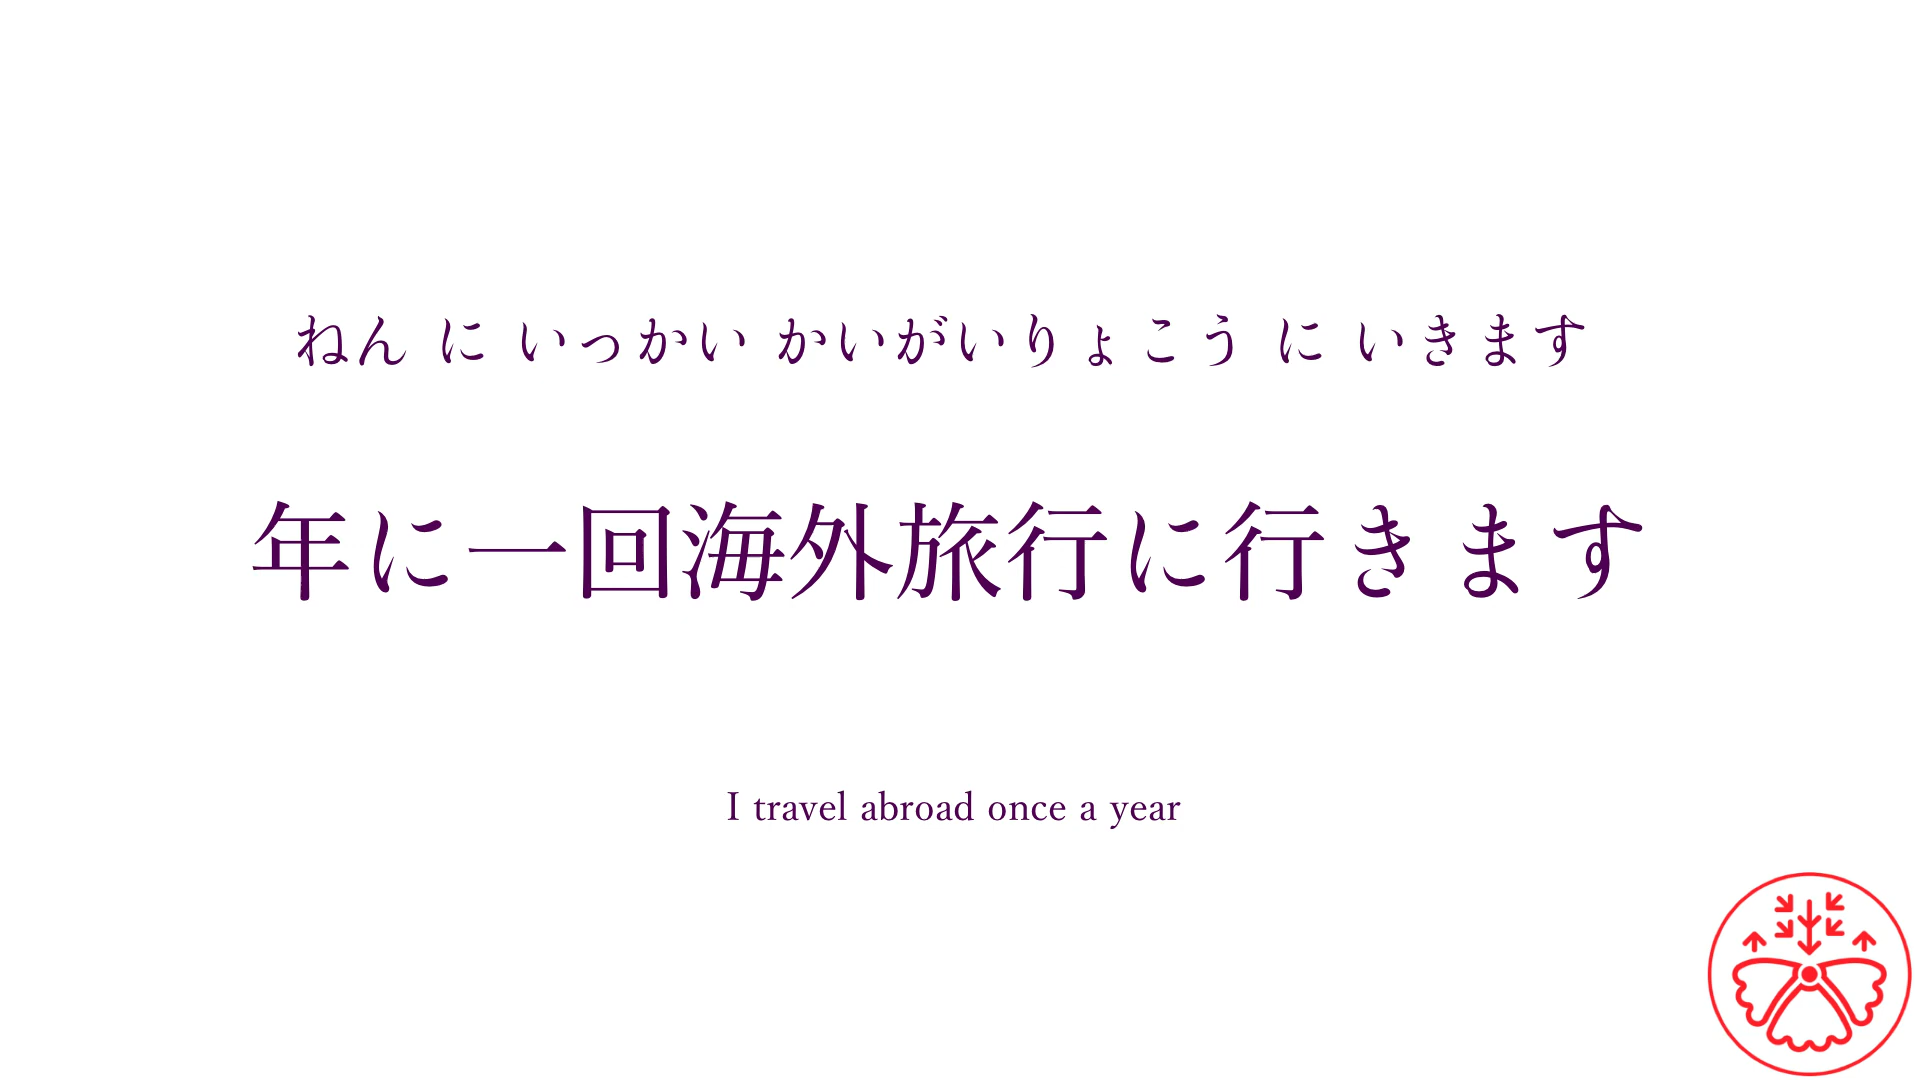 ねん に いっかい かいがいりょこう に いきます
年に一回海外旅行に行きます
I travel abroad once a year